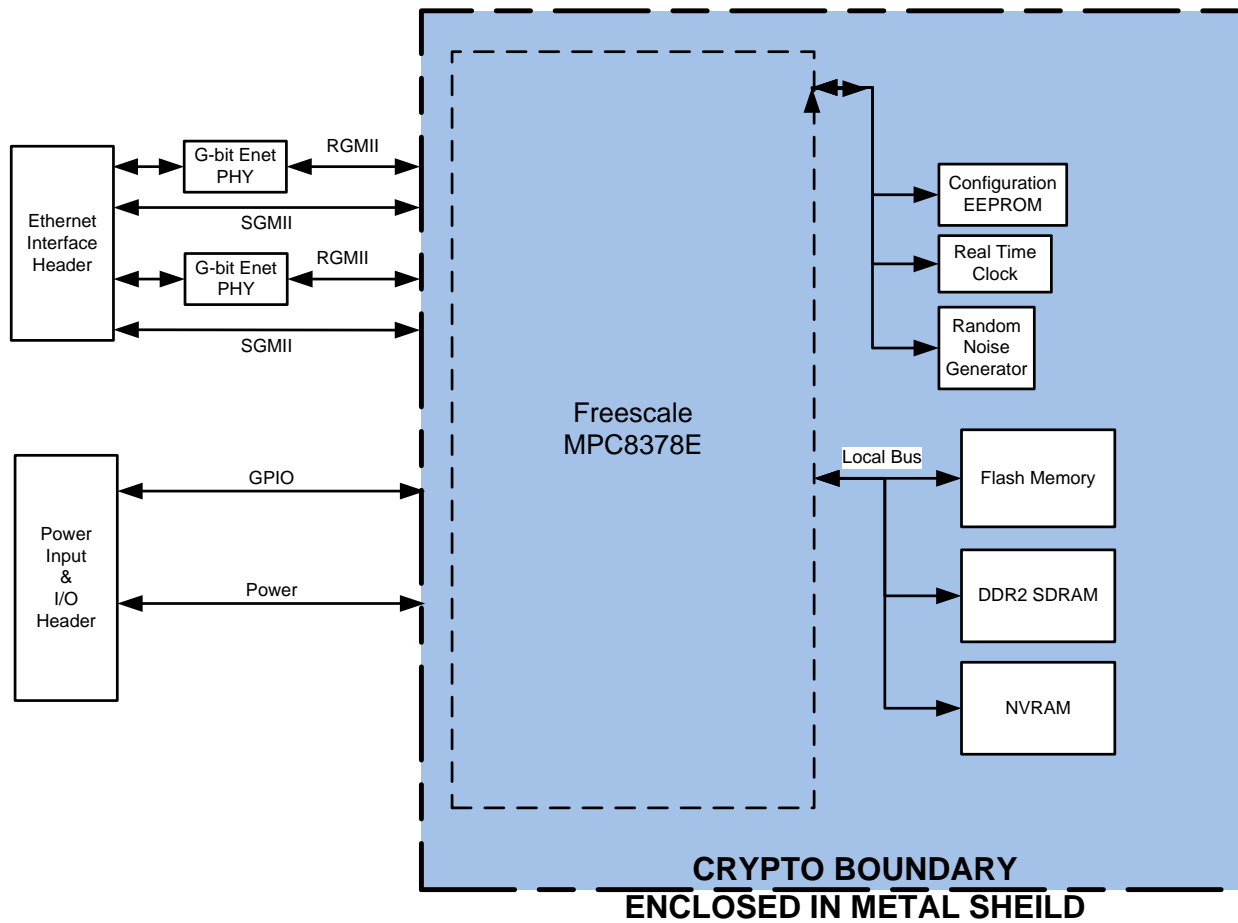 G-bit Enet
PHY
RGMII
SGMII
Ethernet
Interface
Header
G-bit Enet
PHY
RGMII
SGMII
Power
Input
&
I/O
Header
GPIO
Power
Freescale
MPC8378E
Configuration
EEPROM
Real Time
Clock
Random
Noise
Generator
Local Bus
Flash Memory
DDR2 SDRAM
NVRAM
CRYPTO BOUNDARY
ENCLOSED IN METAL SHEILD